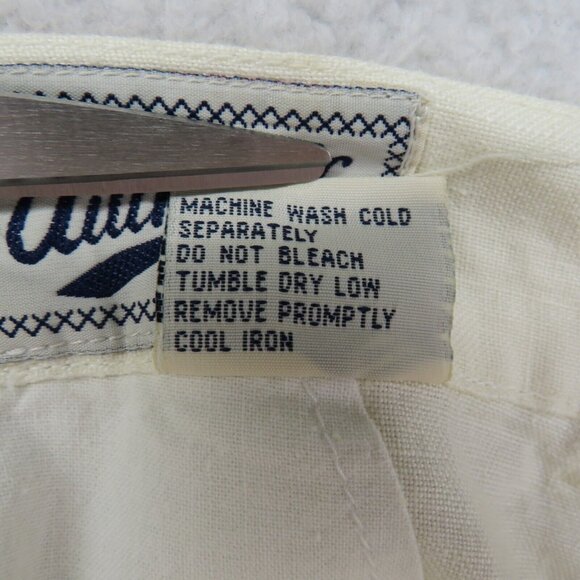 MACHINE WASH COLD
SEPARATELY
DO NOT BLEACH
TUMBLE DRY LOW
REMOVE PROMPTLY
COOL IRON